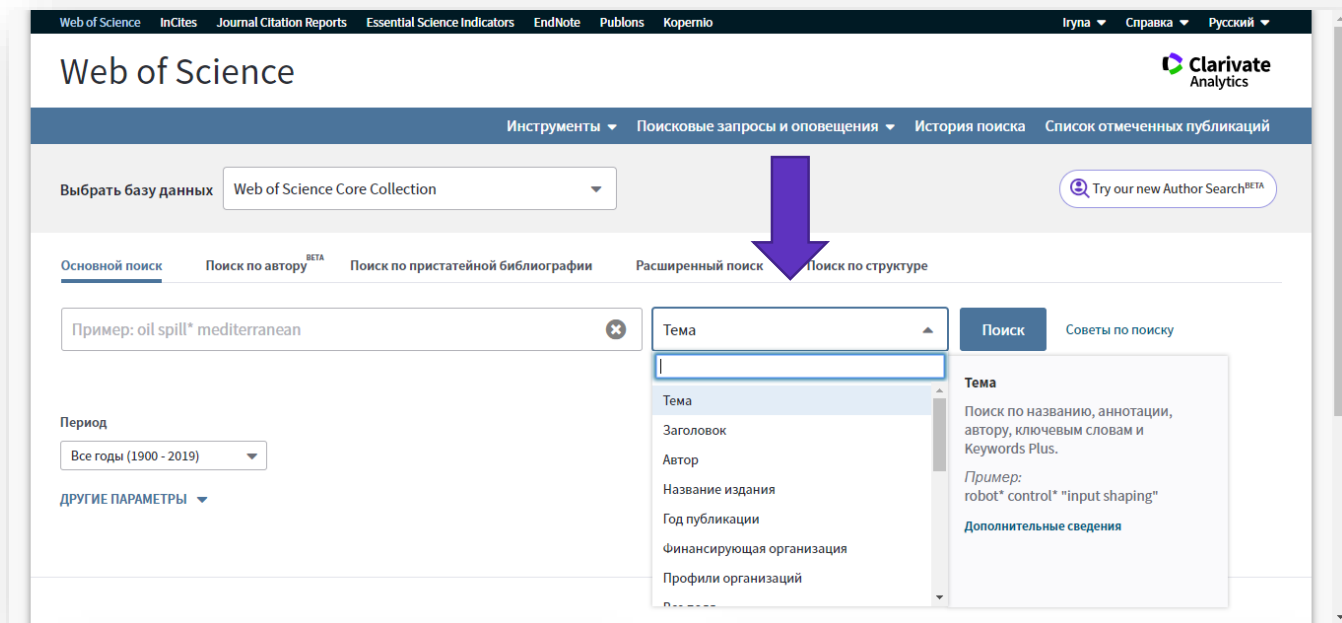 Web of Science InCites Journal Citation Reports Essential Science Indicators EndNote Publons Kopernio Iryna Справка Русский
Web of Science
Clarivate
Analytics
Инструменты Поисковые запросы и оповещения История поиска Список отмеченных публикаций
Выбрать базу данных Web of Science Core Collection
Try our new Author Search BETA
Основной поиск Поиск по автору BETA Поиск по пристатейной библиографии Расширенный поиск Поиск по структуре
Пример: oil spill* mediterranean Тема Поиск Советы по поиску
Период
Все годы (1900 - 2019)
ДРУГИЕ ПАРАМЕТРЫ
Тема
Заголовок
Автор
Название издания
Год публикации
Финансирующая организация
Профили организаций
Тема
Поиск по названию, аннотации,
автору, ключевым словам и
Keywords Plus.
Пример:
robot* control* "input shaping"
Дополнительные сведения